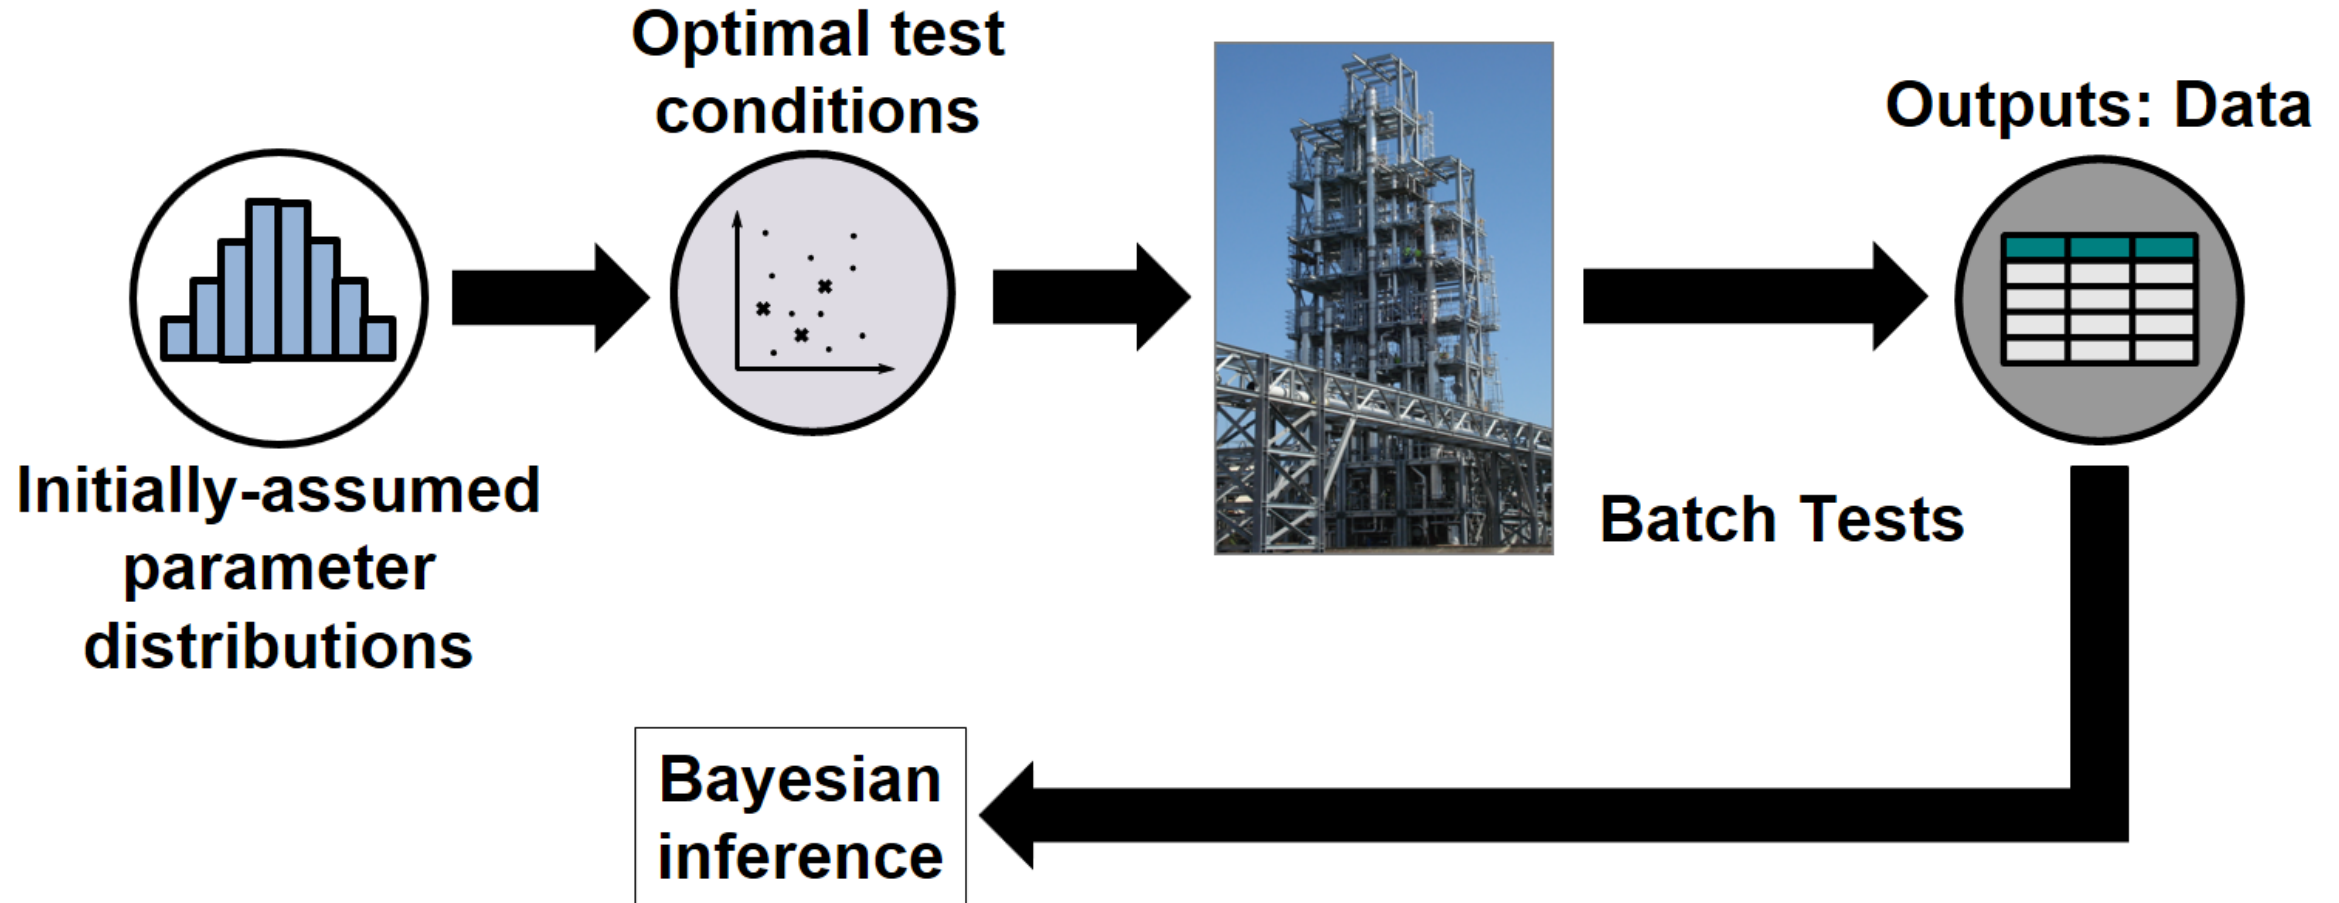 Optimal test
conditions
Outputs: Data
Initially-assumed
parameter
distributions
Batch Tests
Bayesian
inference